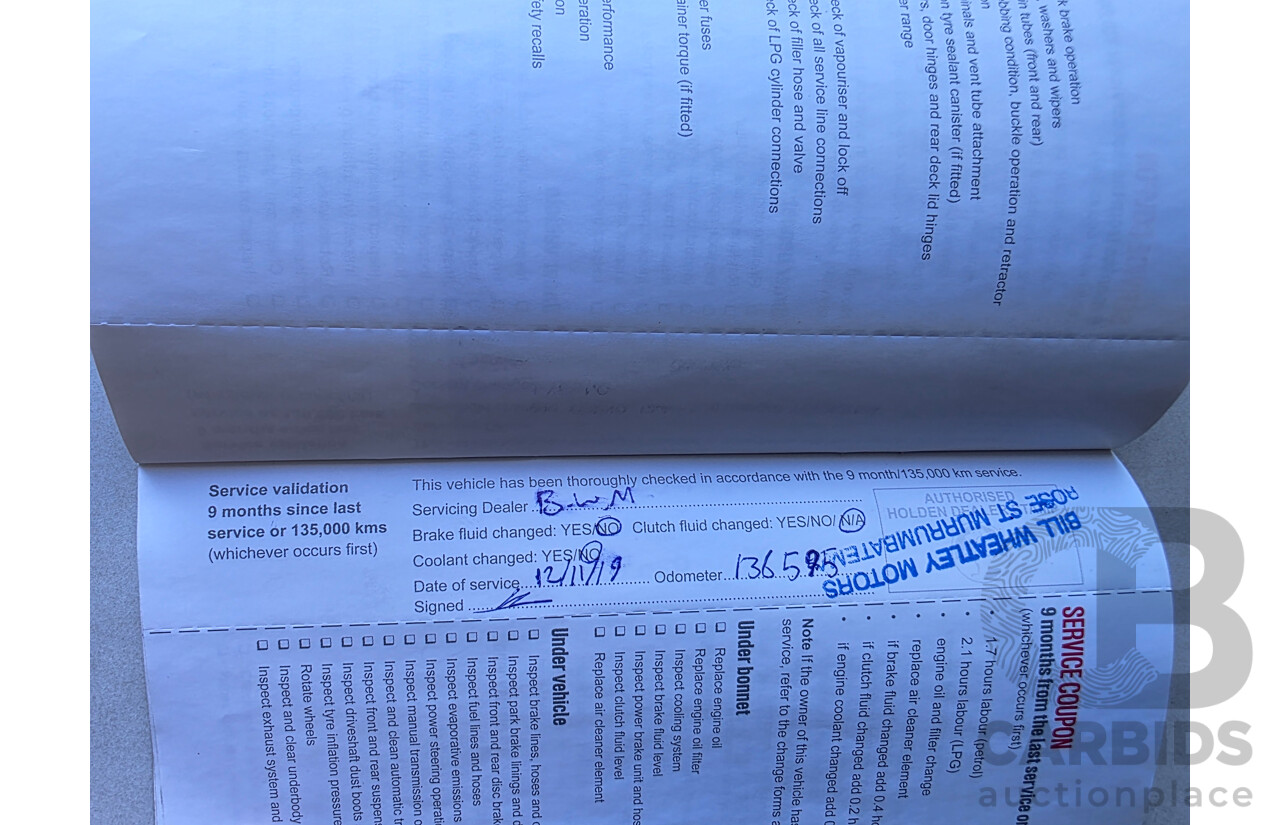 k brake operation
washers and wipers
n tubes (front and rear)
bbing condition, buckle operation and retractor
on
inals and vent tube attachment
n tyre sealant canister (if fitted)
rs, door hinges and rear deck lid hinges
er range
eck of vapouriser and lock off
eck of all service line connections
eck of filler hose and valve
ck of LPG cylinder connections
er fuses
ainer torque (if fitted)
erformance
eration
on
fety recalls
Service validation
9 months since last
service or 135,000 kms
(whichever occurs first)
This vehicle has been thoroughly checked in accordance with the 9 month/135,000 km service.
Servicing Dealer B.W.M
Brake fluid changed: YES/NO Clutch fluid changed: YES/NO/N/A
Coolant changed: YES/NO
Date of service 12/11/19 Odometer 136595
Signed
AUTHORISED
BILL WHEATLEY MOTORS
ROSE ST MURRUMBATEMAN
SERVICE COUPON
9 months from the last service or
(whichever occurs first)
• 1.7 hours labour (petrol)
• 2.1 hours labour (LPG)
engine oil and filter change
• replace air cleaner element
• if brake fluid changed add 0.4 h
• if clutch fluid changed add 0.2 h
• if engine coolant changed add 0
Note If the owner of this vehicle ha
service, refer to the change forms a
Under bonnet
❑ Replace engine oil
❑ Replace engine oil filter
❑ Inspect cooling system
❑ Inspect brake fluid level
❑ Inspect power brake unit and hos
❑ Inspect clutch fluid level
❑ Replace air cleaner element
Under vehicle
❑ Inspect brake lines, hoses and c
❑ Inspect park brake linings and d
❑ Inspect front and rear disc brak
❑ Inspect fuel lines and hoses
❑ Inspect evaporative emissions
❑ Inspect power steering operati
❑ Inspect manual transmission o
❑ Inspect and clean automatic tr
❑ Inspect front and rear suspens
❑ Inspect driveshaft dust boots
❑ Inspect tyre inflation pressure
❑ Rotate wheels
❑ Inspect and clear underbody
❑ Inspect exhaust system and
CARBIDS
auctionplace